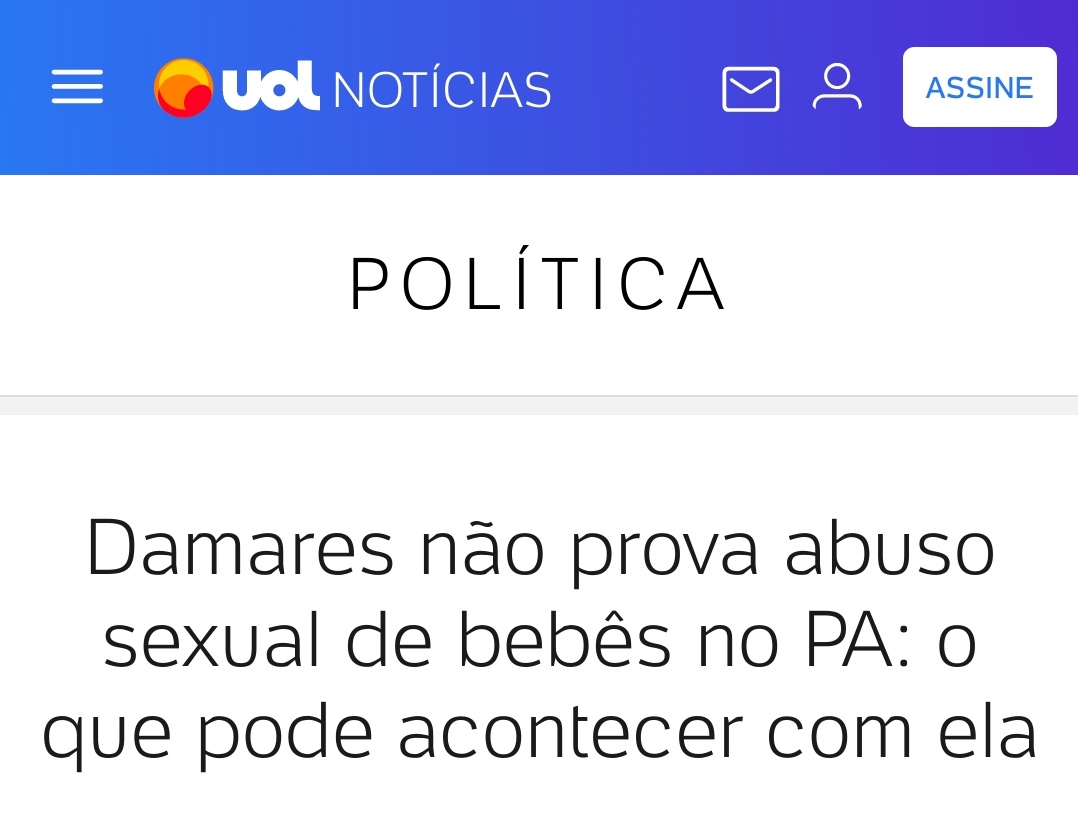 uol NOTÍCIAS
ASSINE
POLÍTICA
Damares não prova abuso
sexual de bebês no PA: o
que pode acontecer com ela